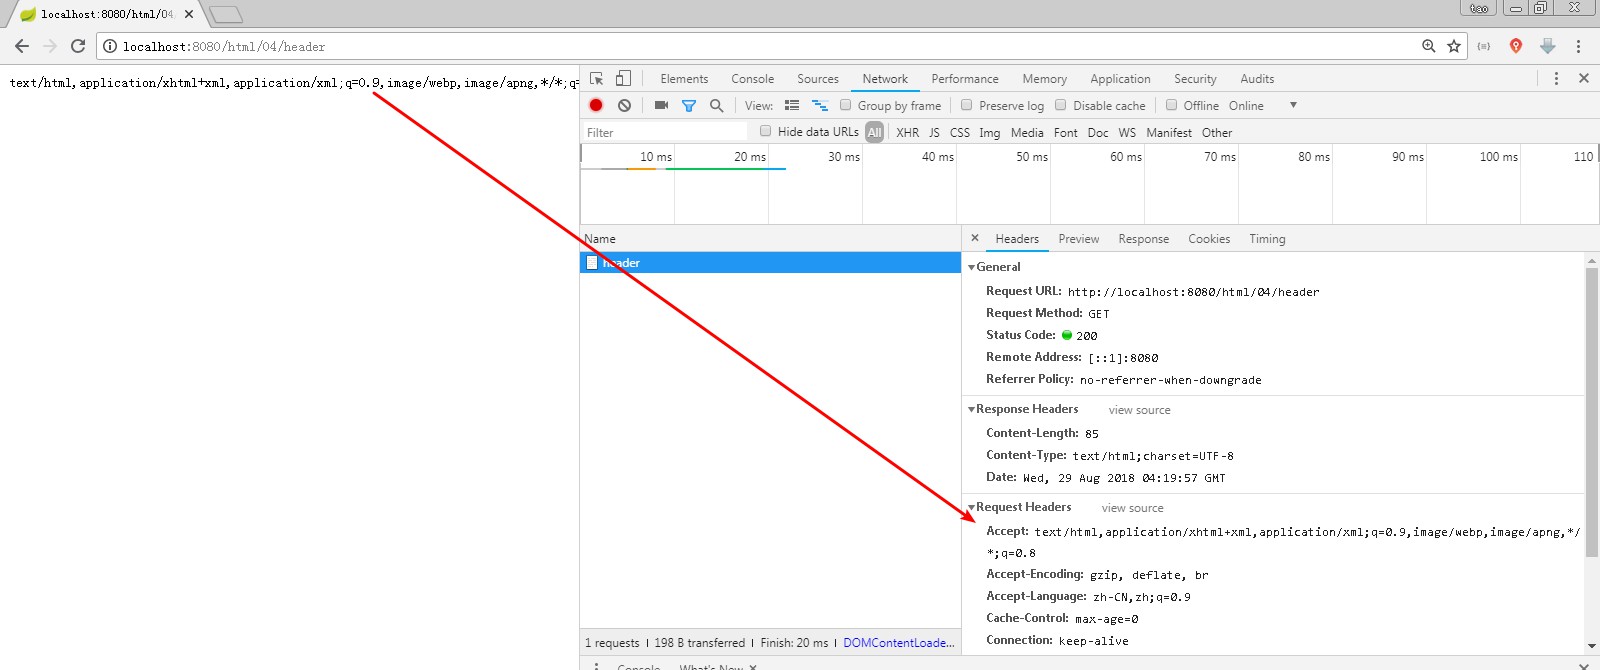 localhost:8080/html/04
tao
localhost:8080/html/04/header
text/html,application/xhtml+xml,application/xml;q=0.9,image/webp,image/apng,*/*;q=
Elements Console Sources Network Performance Memory Application Security Audits
View: Group by frame Preserve log Disable cache Offline Online
Filter Hide data URLs All XHR JS CSS Img Media Font Doc WS Manifest Other
10 ms 20 ms 30 ms 40 ms 50 ms 60 ms 70 ms 80 ms 90 ms 100 ms 110
Name
header
Headers Preview Response Cookies Timing
General
Request URL: http://localhost:8080/html/04/header
Request Method: GET
Status Code: 200
Remote Address: [::1]:8080
Referrer Policy: no-referrer-when-downgrade
Response Headers view source
Content-Length: 85
Content-Type: text/html;charset=UTF-8
Date: Wed, 29 Aug 2018 04:19:57 GMT
Request Headers view source
Accept: text/html,application/xhtml+xml,application/xml;q=0.9,image/webp,image/apng,*/
*;q=0.8
Accept-Encoding: gzip, deflate, br
Accept-Language: zh-CN,zh;q=0.9
Cache-Control: max-age=0
Connection: keep-alive
1 requests | 198 B transferred | Finish: 20 ms | DOMContentLoade...
Console What's New